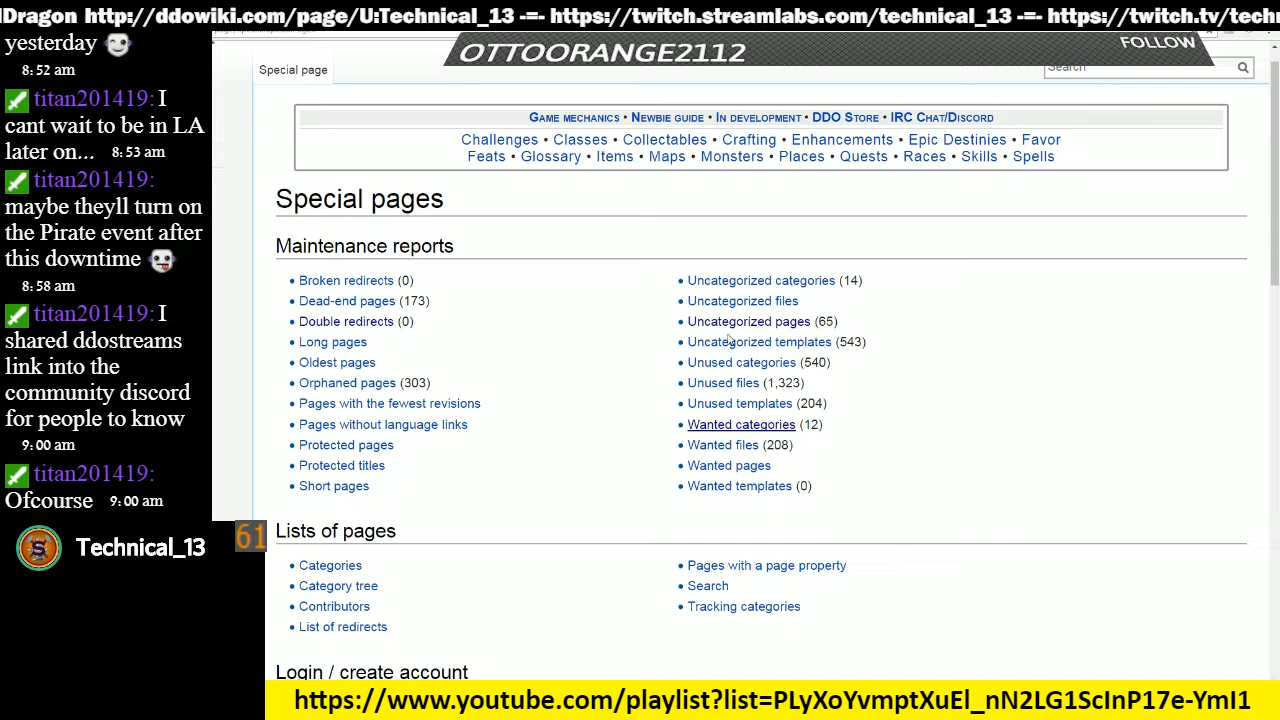 lDragon http://ddowiki.com/page/U:Technical_13 -=- https://twitch.streamlabs.com/technical_13 -=- https://twitch.tv/tech
yesterday
8:52 am
titan201419: I
cant wait to be in LA
later on... 8:53 am
titan201419:
maybe theyll turn on
the Pirate event after
this downtime
8:58 am
titan201419: I
shared ddostreams
link into the
community discord
for people to know
9:00 am
titan201419:
Ofcourse 9:00 am
Technical_13
61
OTTOORANGE2112
FOLLOW
Special page
Search
Game mechanics • Newbie guide • In development • DDO Store • IRC Chat/Discord
Challenges • Classes • Collectables • Crafting • Enhancements • Epic Destinies • Favor
Feats • Glossary • Items • Maps • Monsters • Places • Quests • Races • Skills • Spells
Special pages
Maintenance reports
• Broken redirects (0)
• Dead-end pages (173)
• Double redirects (0)
• Long pages
• Oldest pages
• Orphaned pages (303)
• Pages with the fewest revisions
• Pages without language links
• Protected pages
• Protected titles
• Short pages
• Uncategorized categories (14)
• Uncategorized files
• Uncategorized pages (65)
• Uncategorized templates (543)
• Unused categories (540)
• Unused files (1,323)
• Unused templates (204)
• Wanted categories (12)
• Wanted files (208)
• Wanted pages
• Wanted templates (0)
Lists of pages
• Categories
• Category tree
• Contributors
• List of redirects
• Pages with a page property
• Search
• Tracking categories
Login / create account
https://www.youtube.com/playlist?list=PLyXoYvmptXuEl_nN2LG1ScInP17e-YmI1